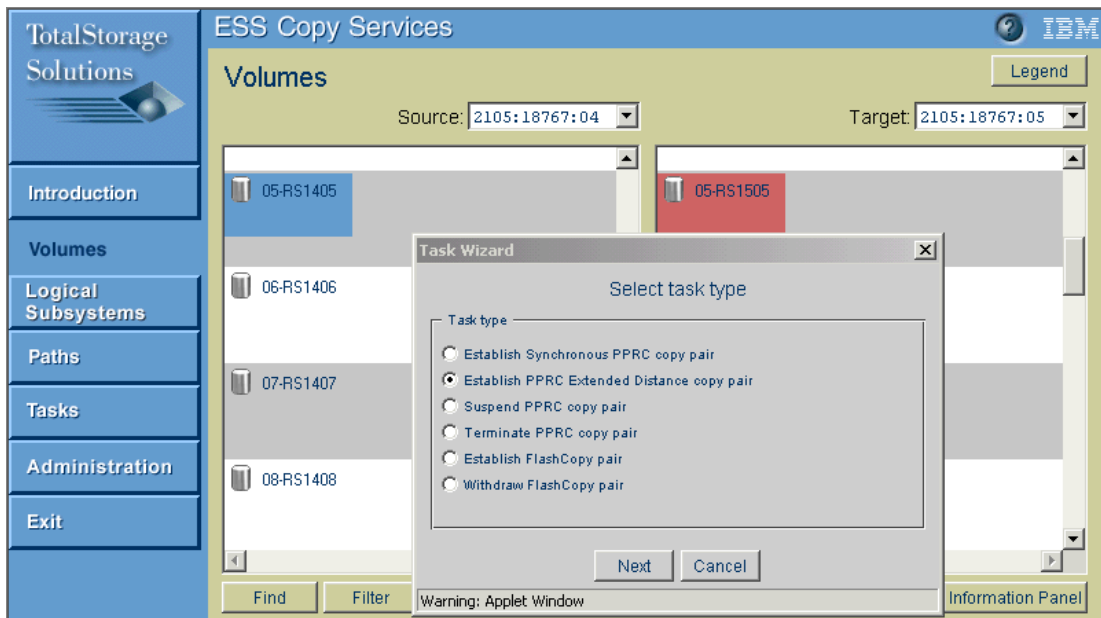 TotalStorage
Solutions
ESS Copy Services
? IBM
Volumes
Legend
Source: 2105:18767:04
Target: 2105:18767:05
Introduction
Volumes
Logical
Subsystems
Paths
Tasks
Administration
Exit
05-RS1405
05-RS1505
06-RS1406
07-RS1407
08-RS1408
Task Wizard
Select task type
Task type
Establish Synchronous PPRC copy pair
Establish PPRC Extended Distance copy pair
Suspend PPRC copy pair
Terminate PPRC copy pair
Establish FlashCopy pair
Withdraw FlashCopy pair
Next Cancel
Warning: Applet Window
Find Filter Information Panel